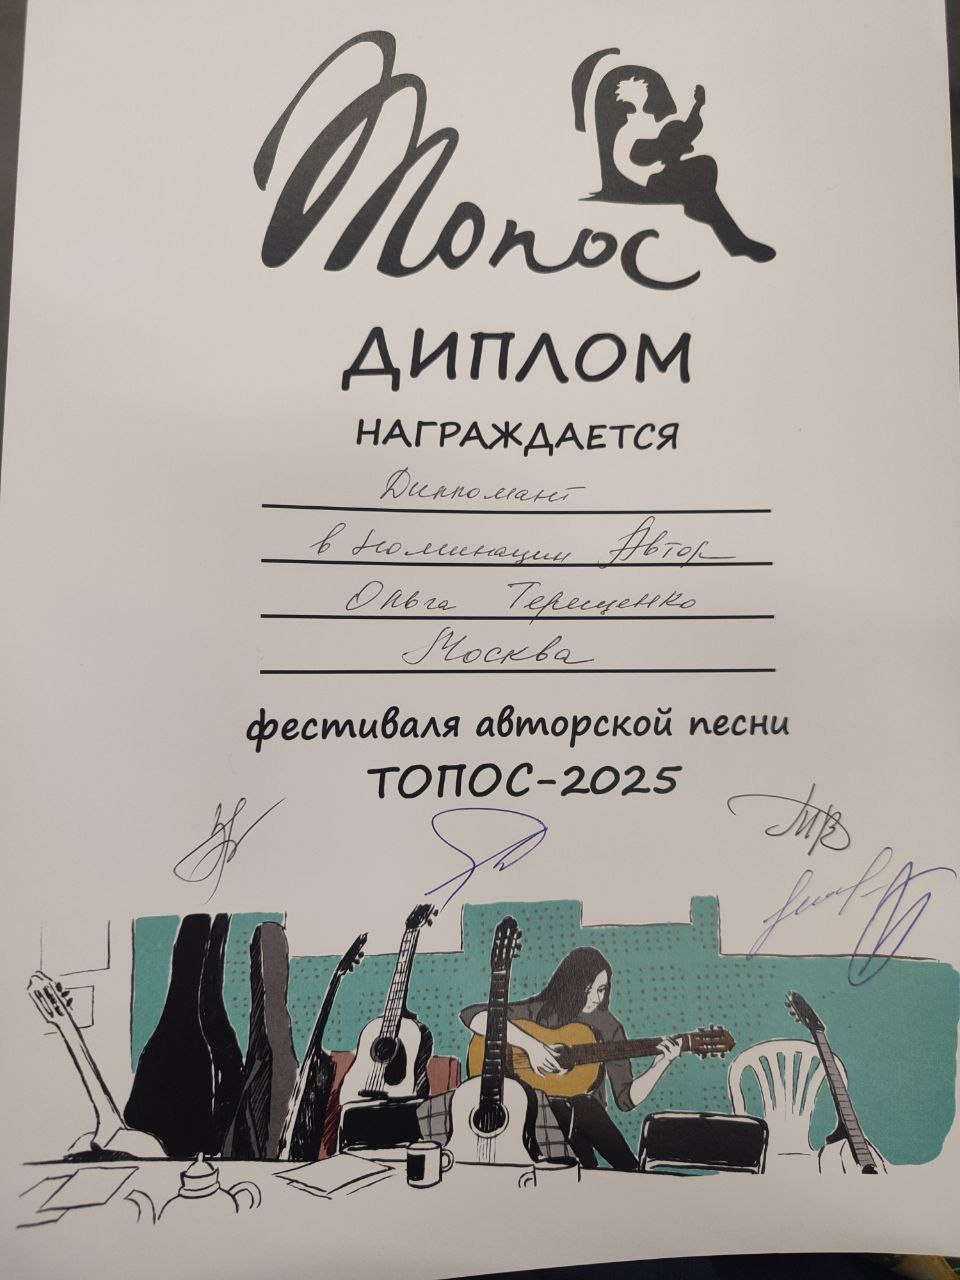 Топос
ДИПЛОМ
НАГРАЖДАЕТСЯ
Дипломант
в номинации Автор
Ольга Терещенко
Москва
фестиваля авторской песни
ТОПОС-2025